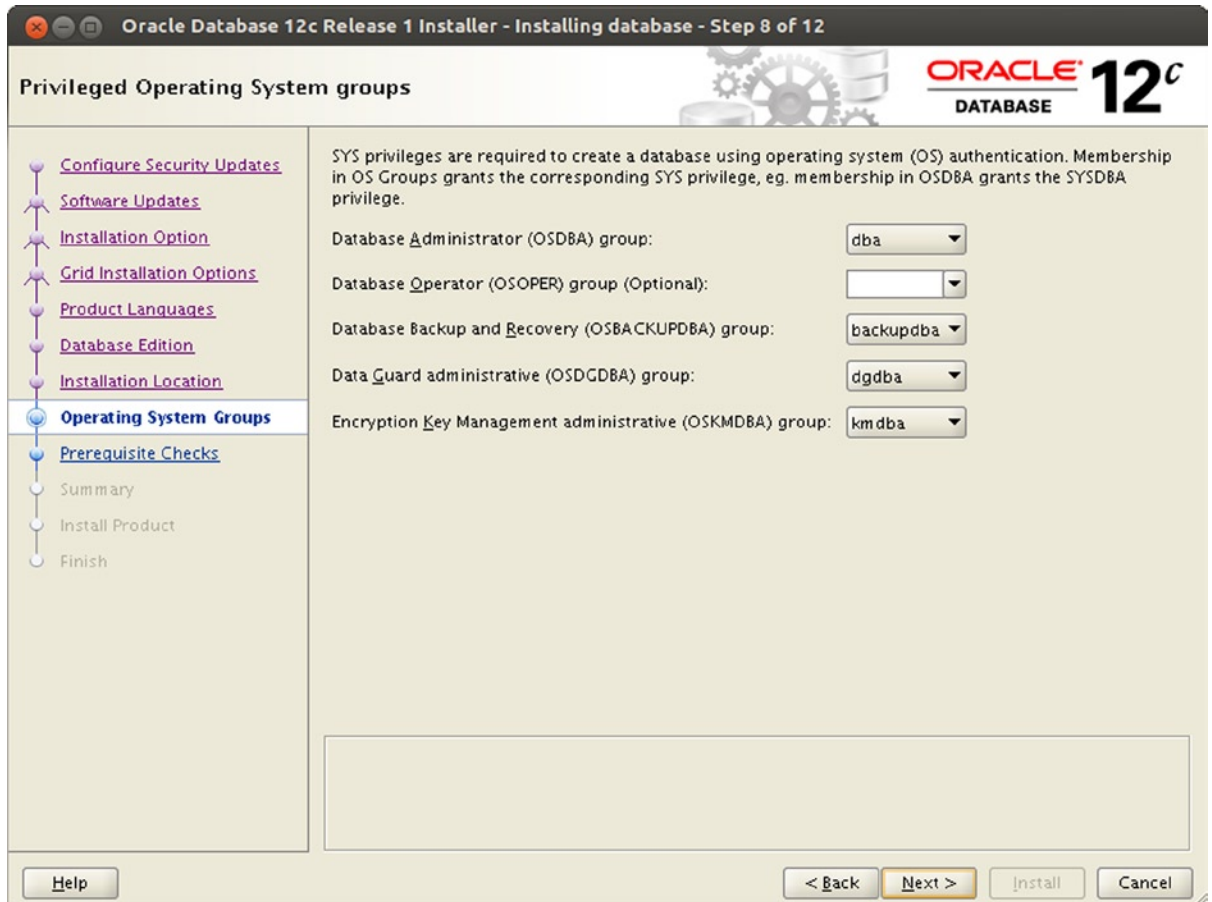 Oracle Database 12c Release 1 Installer - Installing database - Step 8 of 12
Privileged Operating System groups
ORACLE
DATABASE
12c
Configure Security Updates
Software Updates
Installation Option
Grid Installation Options
Product Languages
Database Edition
Installation Location
Operating System Groups
Prerequisite Checks
Summary
Install Product
Finish
SYS privileges are required to create a database using operating system (OS) authentication. Membership
in OS Groups grants the corresponding SYS privilege, eg. membership in OSDBA grants the SYSDBA
privilege.
Database Administrator (OSDBA) group: dba
Database Operator (OSOPER) group (Optional):
Database Backup and Recovery (OSBACKUPDBA) group: backupdba
Data Guard administrative (OSDGDBA) group: dgdba
Encryption Key Management administrative (OSKMDBA) group: kmdba
Help
< Back
Next >
Install
Cancel